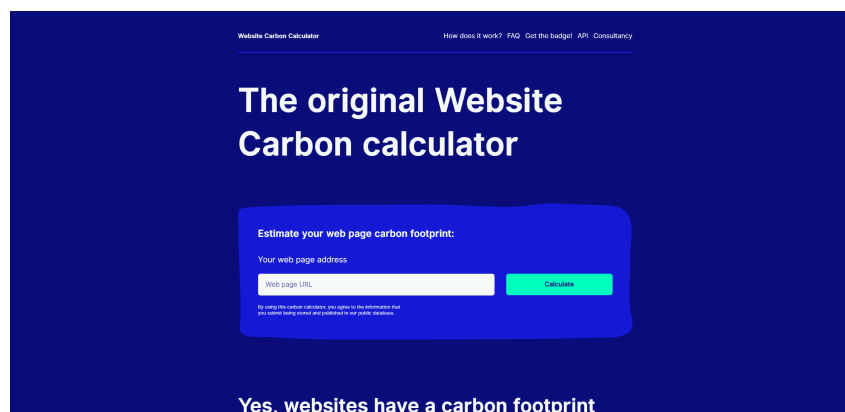 Website Carbon Calculator
How does it work? FAQ Get the badge! API Consultancy
The original Website
Carbon calculator
Estimate your web page carbon footprint:
Your web page address
Web page URL
Calculate
By using this carbon calculator, you agree to the information that
you submit being stored and published in our public database.
Yes, websites have a carbon footprint